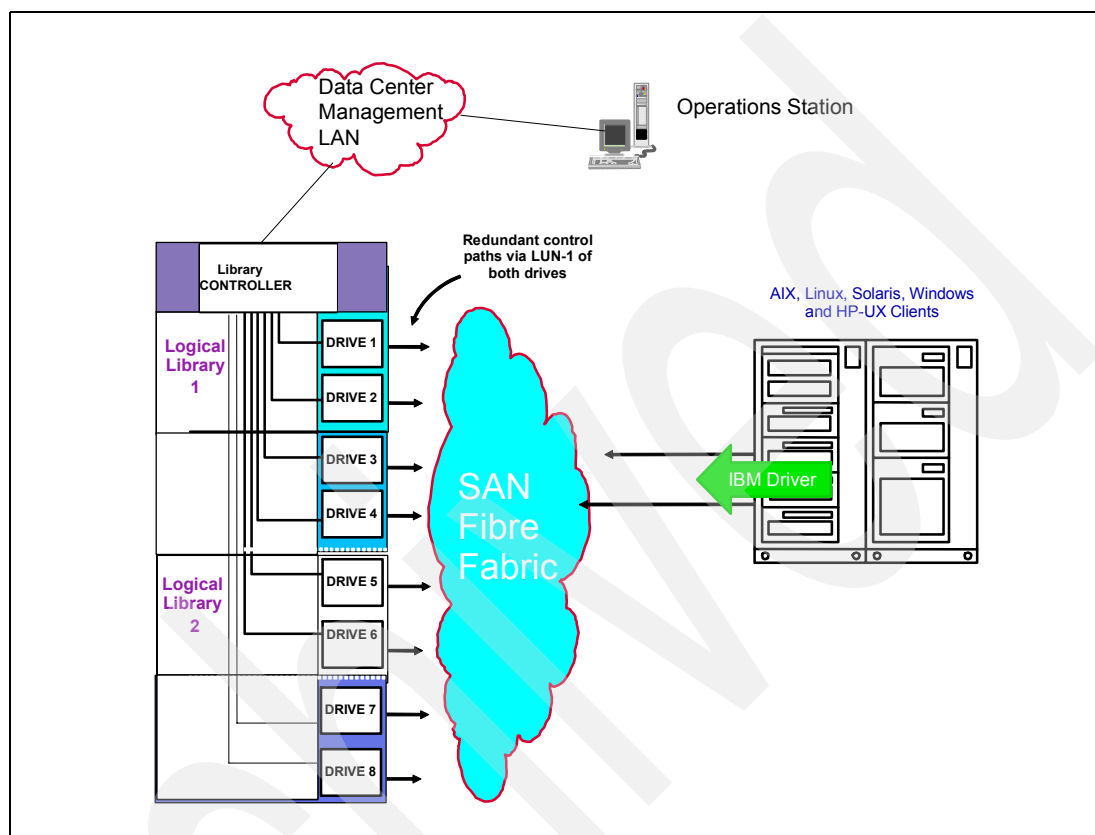 Data Center
Management
LAN
Operations Station
Redundant control
paths via LUN-1 of
both drives
Library
CONTROLLER
AIX, Linux, Solaris, Windows
and HP-UX Clients
Logical
Library
1
DRIVE 1
DRIVE 2
DRIVE 3
DRIVE 4
SAN
Fibre
Fabric
IBM Driver
Logical
Library
2
DRIVE 5
DRIVE 6
DRIVE 7
DRIVE 8